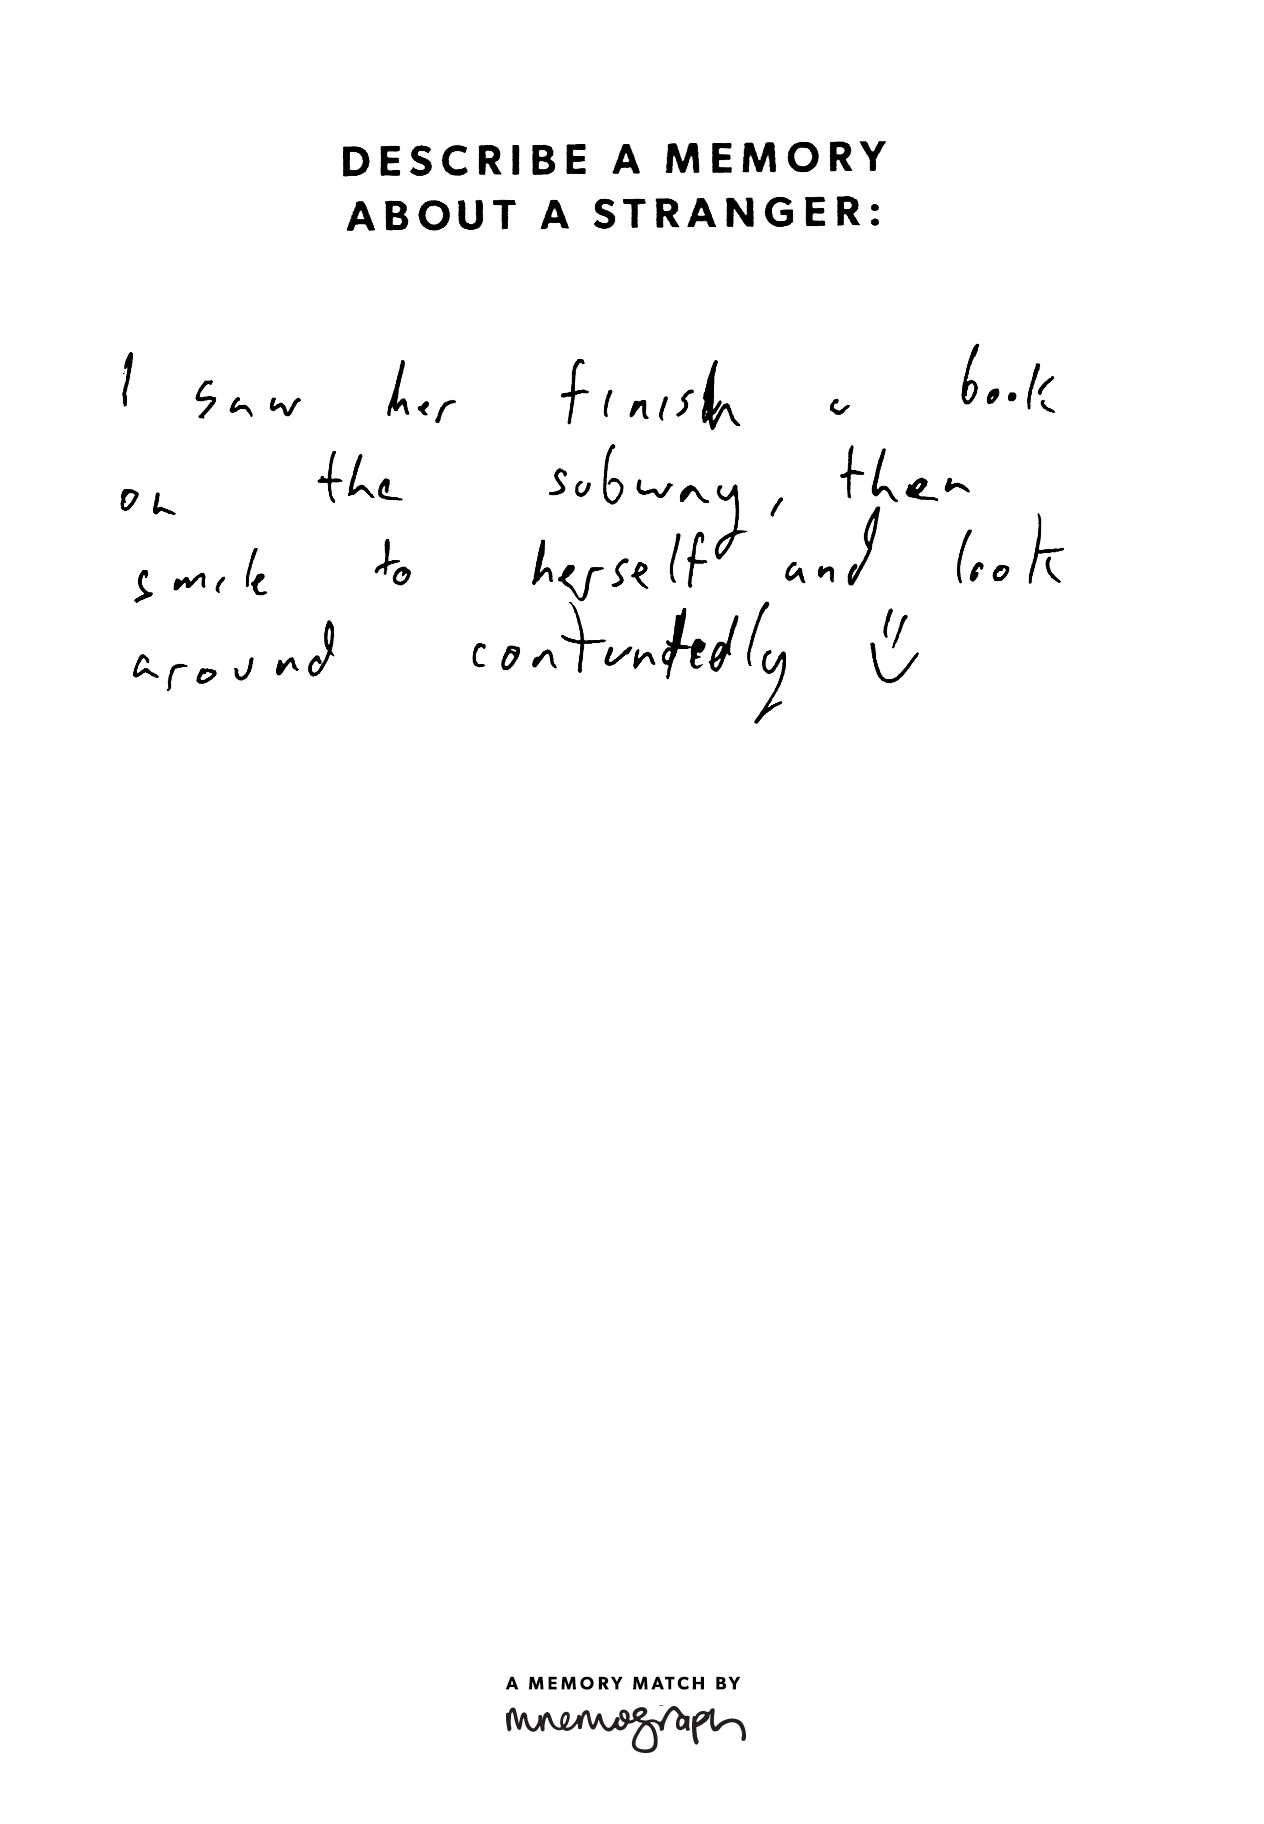 DESCRIBE A MEMORY
ABOUT A STRANGER:
I saw her finish a book
on the subway, then
smile to herself and look
around contuntedly
A MEMORY MATCH BY
mnemograph